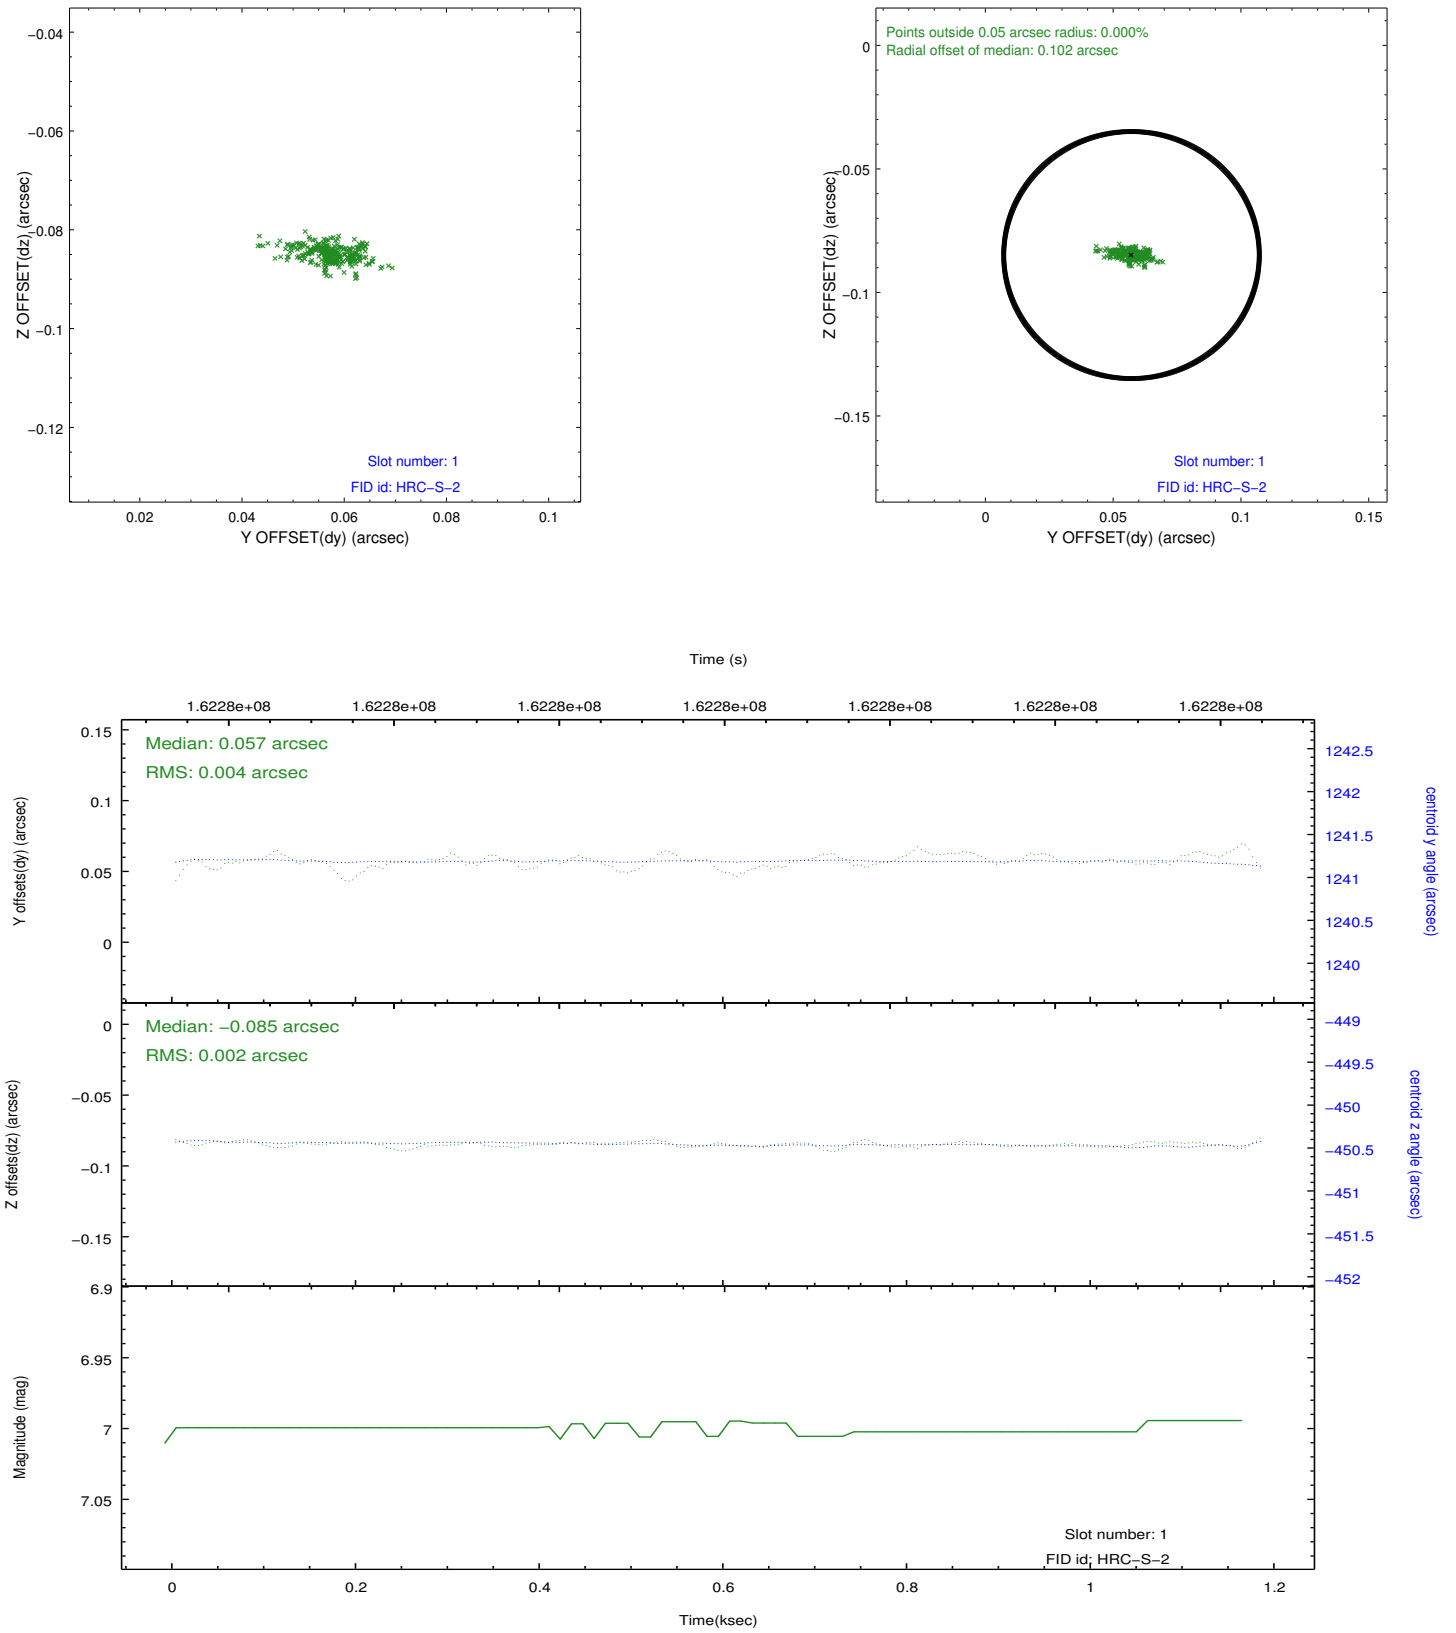 −0.04
−0.06
−0.08
−0.1
−0.12
Z OFFSET(dz) (arcsec)
Slot number: 1
FID id: HRC−S−2
0.02 0.04 0.06 0.08 0.1
Y OFFSET(dy) (arcsec)
Points outside 0.05 arcsec radius: 0.000%
Radial offset of median: 0.102 arcsec
0
−0.05
−0.1
−0.15
Z OFFSET(dz) (arcsec)
Slot number: 1
FID id: HRC−S−2
0 0.05 0.1 0.15
Y OFFSET(dy) (arcsec)
Time (s)
1.6228e+08 1.6228e+08 1.6228e+08 1.6228e+08 1.6228e+08 1.6228e+08 1.6228e+08
Median: 0.057 arcsec
RMS: 0.004 arcsec
0.15
0.1
0.05
0
Y offsets(dy) (arcsec)
1242.5
1242
1241.5
1241
1240.5
1240
centroid y angle (arcsec)
Median: −0.085 arcsec
RMS: 0.002 arcsec
0
−0.05
−0.1
−0.15
Z offsets(dz) (arcsec)
−449
−449.5
−450
−450.5
−451
−451.5
−452
centroid z angle (arcsec)
6.9
6.95
7
7.05
Magnitude (mag)
Slot number: 1
FID id: HRC−S−2
0 0.2 0.4 0.6 0.8 1 1.2
Time(ksec)